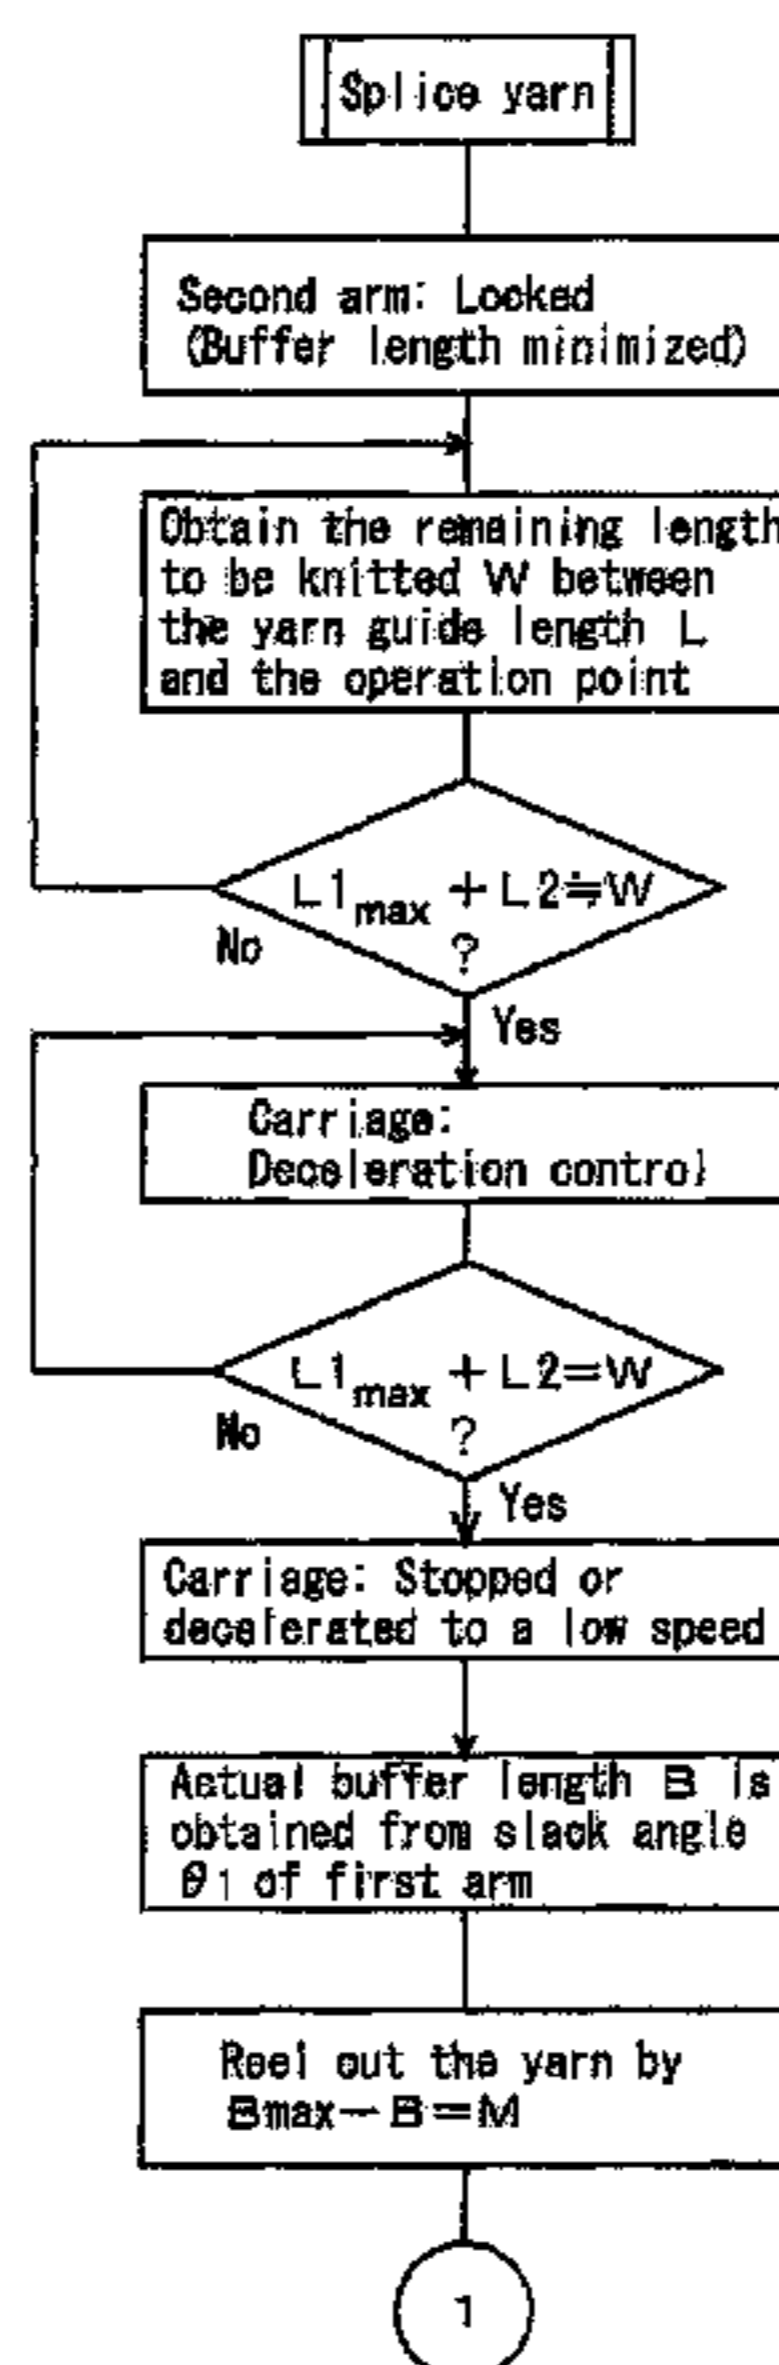 Splice yarn
Second arm: Locked
(Buffer length minimized)
Obtain the remaining length
to be knitted W between
the yarn guide length L
and the operation point
L1max + L2≒W
?
No
Yes
Carriage:
Deceleration control
L1max + L2=W
?
No
Yes
Carriage: Stopped or
decelerated to a low speed
Actual buffer length B is
obtained from slack angle
θ1 of first arm
Reel out the yarn by
Bmax−B=M
1